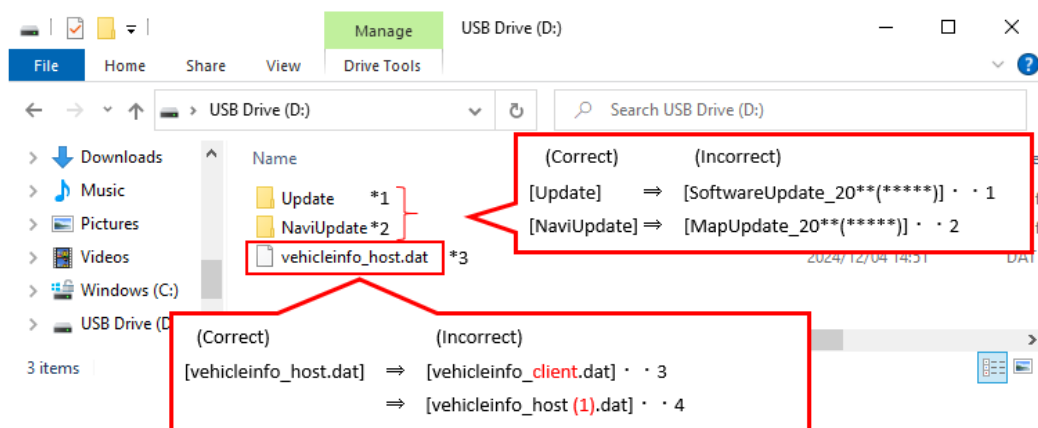 Manage USB Drive (D:)
File Home Share View Drive Tools
USB Drive (D:) Search USB Drive (D:)
Downloads Name
Music Update *1
Pictures NaviUpdate *2
Videos vehicleinfo_host.dat *3 2024/12/04 14:51 DAT
Windows (C:)
USB Drive (D
3 items
(Correct) (Incorrect)
[Update] ⇒ [SoftwareUpdate_20**(*****)]・・1
[NaviUpdate] ⇒ [MapUpdate_20**(*****)]・・2
(Correct) (Incorrect)
[vehicleinfo_host.dat] ⇒ [vehicleinfo_client.dat]・・3
⇒ [vehicleinfo_host (1).dat]・・4